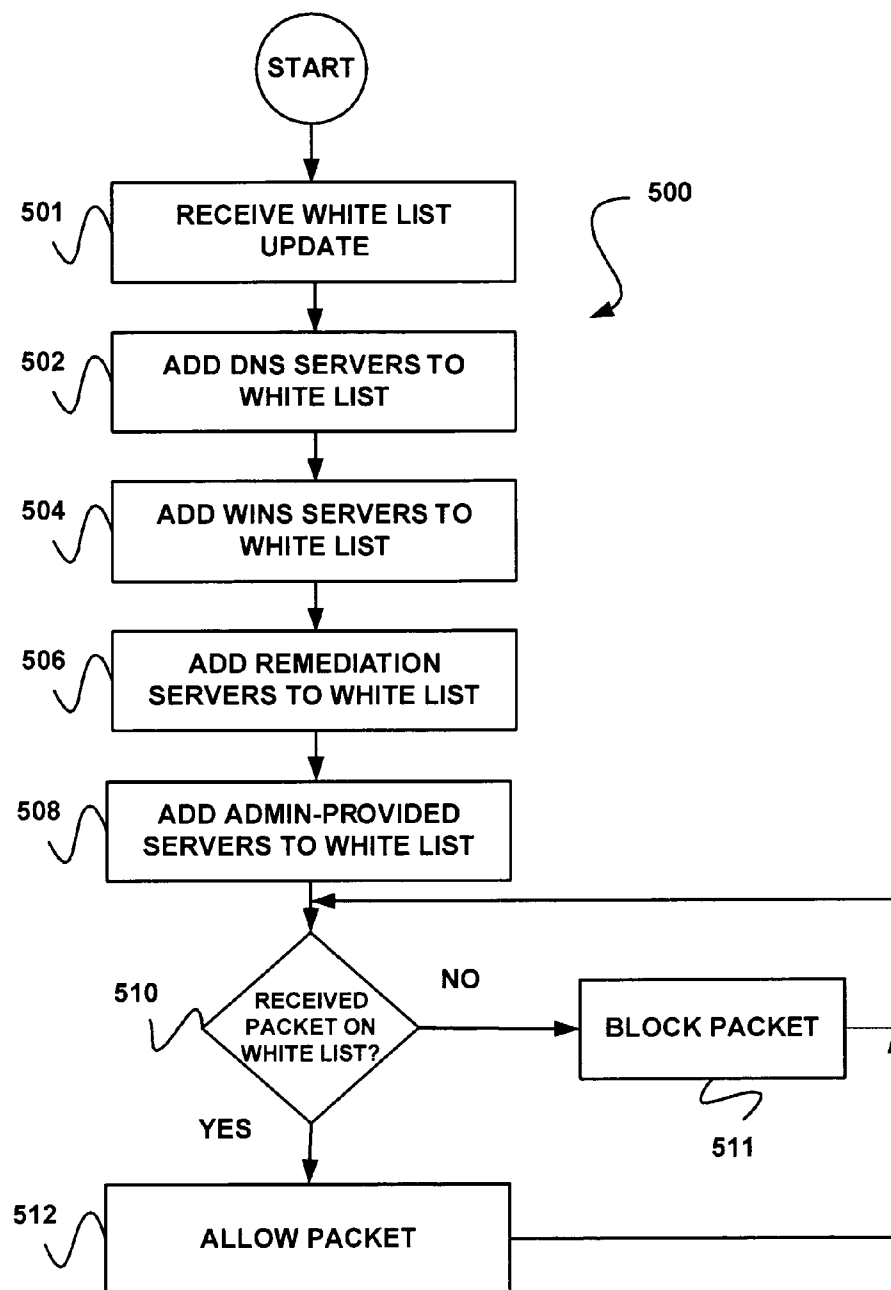 START
501
RECEIVE WHITE LIST
UPDATE
500
502
ADD DNS SERVERS TO
WHITE LIST
504
ADD WINS SERVERS TO
WHITE LIST
506
ADD REMEDIATION
SERVERS TO WHITE LIST
508
ADD ADMIN-PROVIDED
SERVERS TO WHITE LIST
510
RECEIVED
PACKET ON
WHITE LIST?
NO
BLOCK PACKET
511
YES
512
ALLOW PACKET